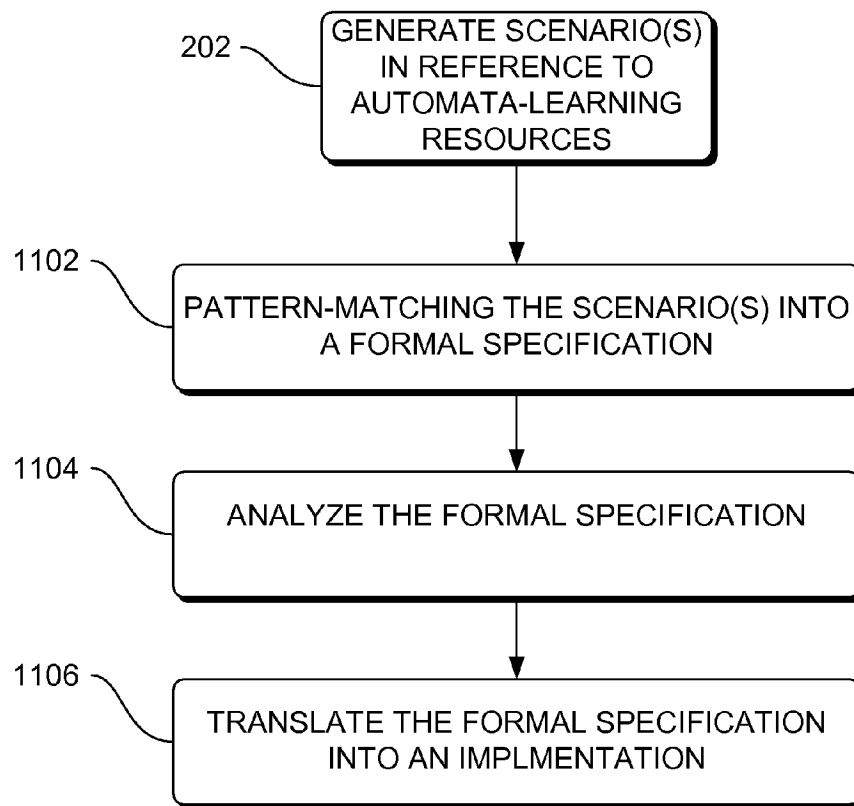 202
GENERATE SCENARIO(S)
IN REFERENCE TO
AUTOMATA-LEARNING
RESOURCES
1102
PATTERN-MATCHING THE SCENARIO(S) INTO
A FORMAL SPECIFICATION
1104
ANALYZE THE FORMAL SPECIFICATION
1106
TRANSLATE THE FORMAL SPECIFICATION
INTO AN IMPLMENTATION